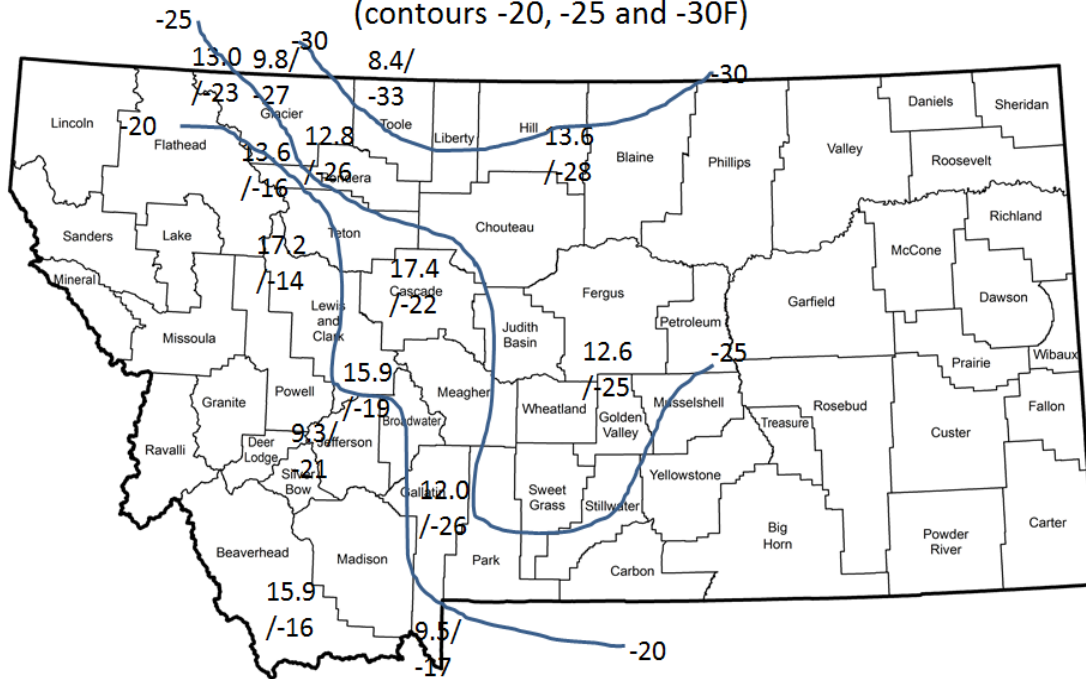 (contours -20, -25 and -30F)
-25
-30
13.0
/-23
9.8/
-27
8.4/
-33
-30
Glacier
Toole
Liberty
Hill
13.6
/-28
Blaine
Phillips
Valley
Daniels
Sheridan
Roosevelt
Lincoln
-20
Flathead
13.6
/-16
12.8
/-26
Pondera
Richland
Sanders
Lake
17.2
/-14
Teton
Chouteau
McCone
Mineral
17.4
Cascade
/-22
Fergus
Garfield
Dawson
Missoula
Lewis
and
Clark
Judith
Basin
Petroleum
Prairie
Wibaux
Powell
15.9
/-19
Meagher
12.6
/-25
-25
Granite
Broadwater
Wheatland
Golden
Valley
Musselshell
Rosebud
Treasure
Custer
Fallon
Ravalli
Deer
Lodge
9.3/
-21
Jefferson
Silver
Bow
Gallatin
12.0
/-26
Sweet
Grass
Stillwater
Yellowstone
Big
Horn
Powder
River
Carter
Beaverhead
Madison
Park
Carbon
15.9
/-16
9.5/
-17
-20